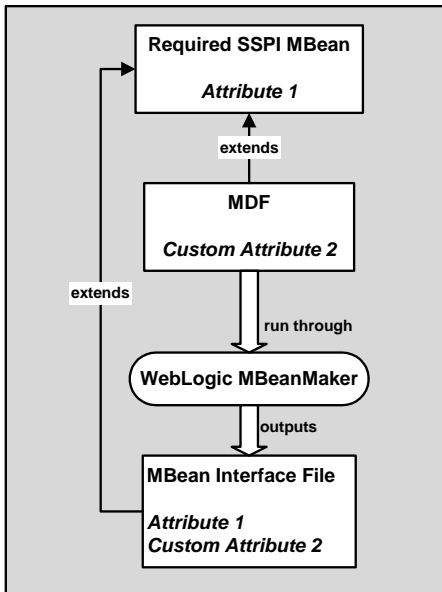 Required SSPI MBean
Attribute 1
extends
MDF
Custom Attribute 2
extends
run through
WebLogic MBeanMaker
outputs
MBean Interface File
Attribute 1
Custom Attribute 2